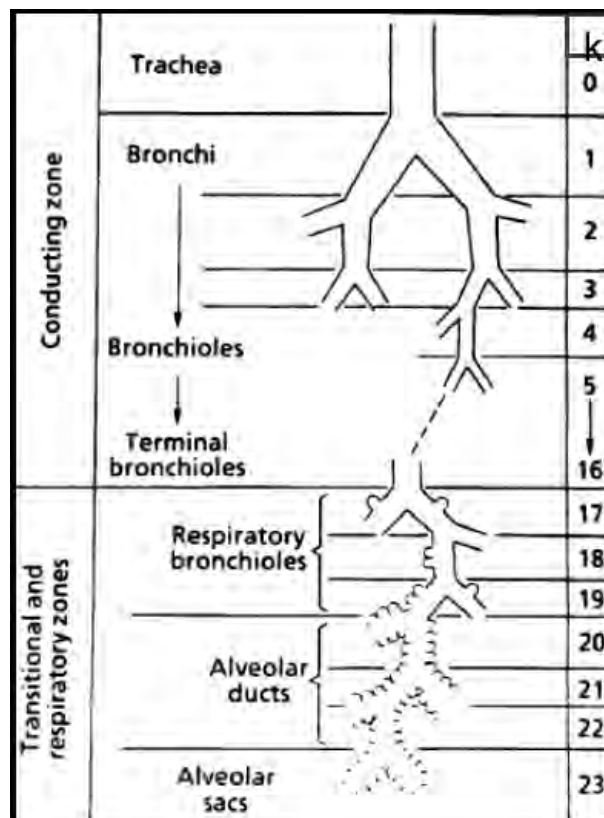 k
Trachea
0
Bronchi
1
2
3
Conducting zone
4
Bronchioles
5
Terminal
bronchioles
16
17
Respiratory
bronchioles
18
19
Transitional and
respiratory zones
20
Alveolar
ducts
21
22
Alveolar
sacs
23